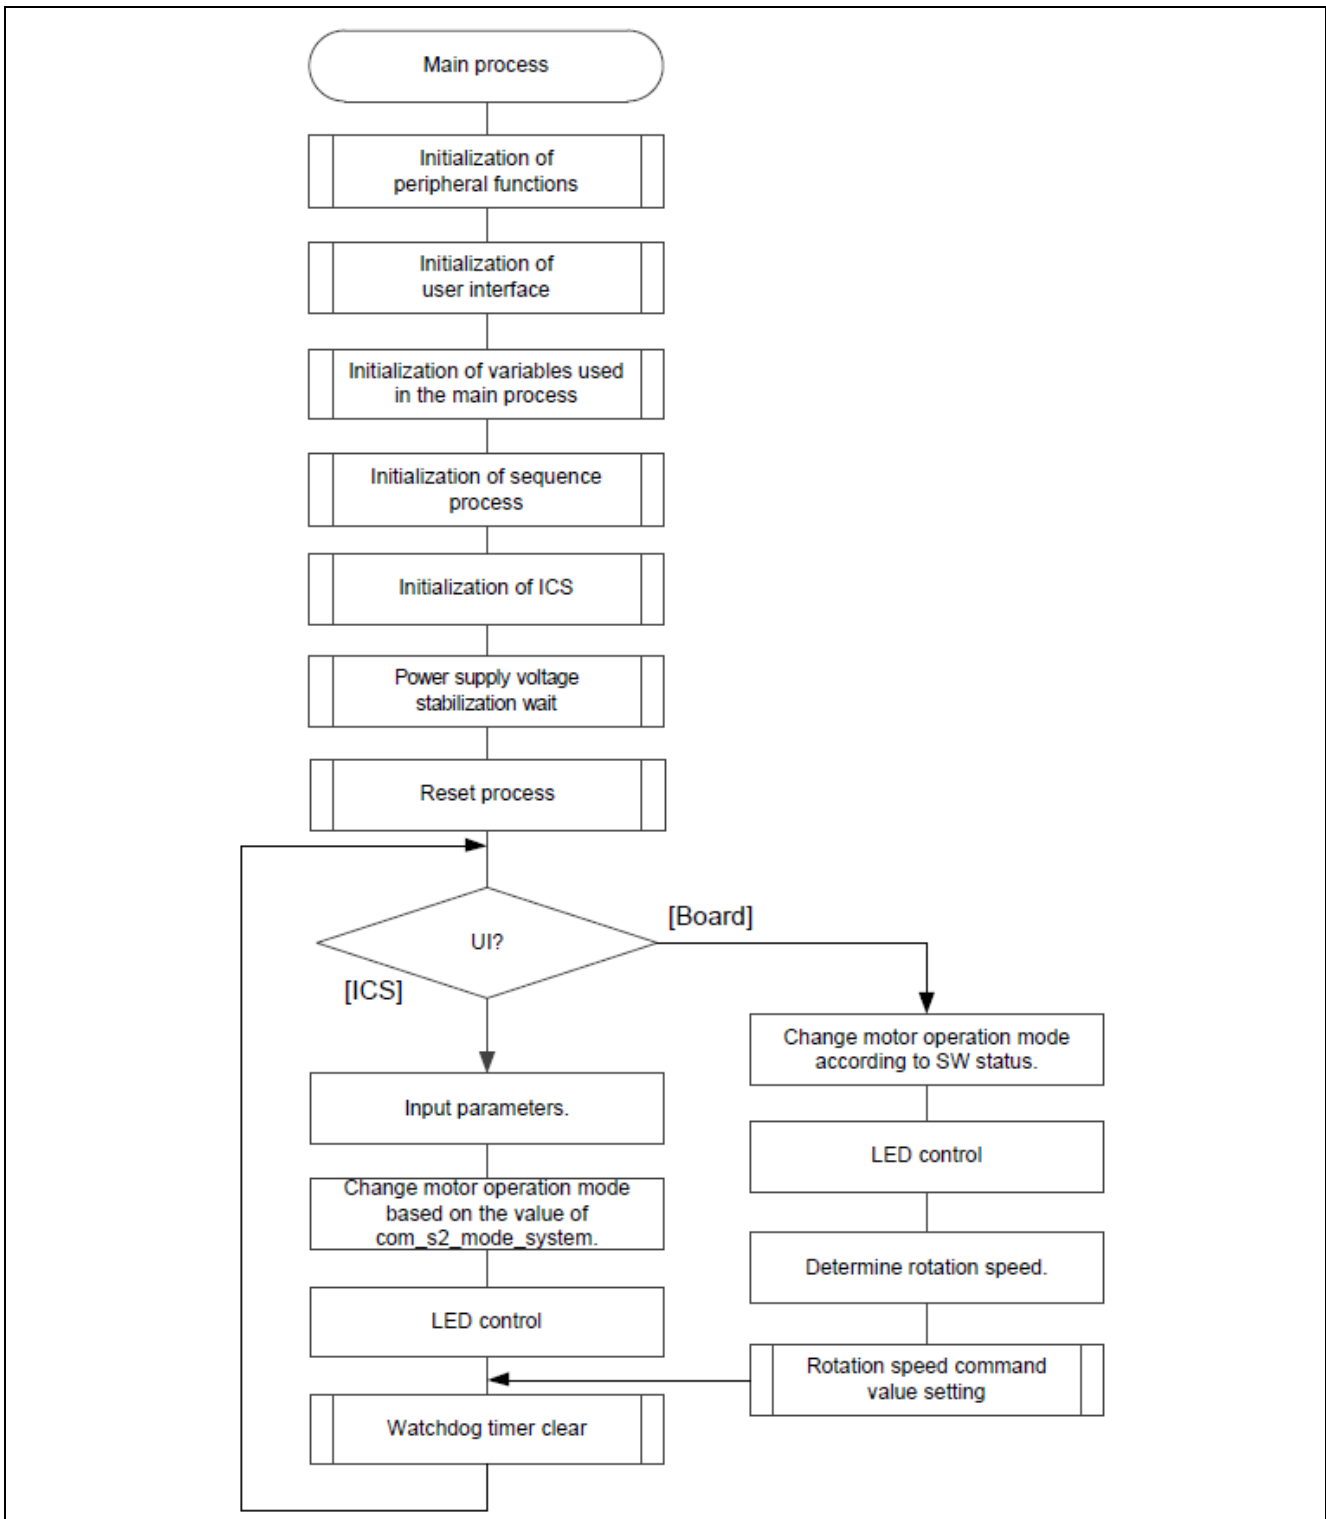 Main process
Initialization of
peripheral functions
Initialization of
user interface
Initialization of variables used
in the main process
Initialization of sequence
process
Initialization of ICS
Power supply voltage
stabilization wait
Reset process
UI?
[Board]
[ICS]
Input parameters.
Change motor operation mode
based on the value of
com_s2_mode_system.
LED control
Change motor operation mode
according to SW status.
LED control
Determine rotation speed.
Rotation speed command
value setting
Watchdog timer clear